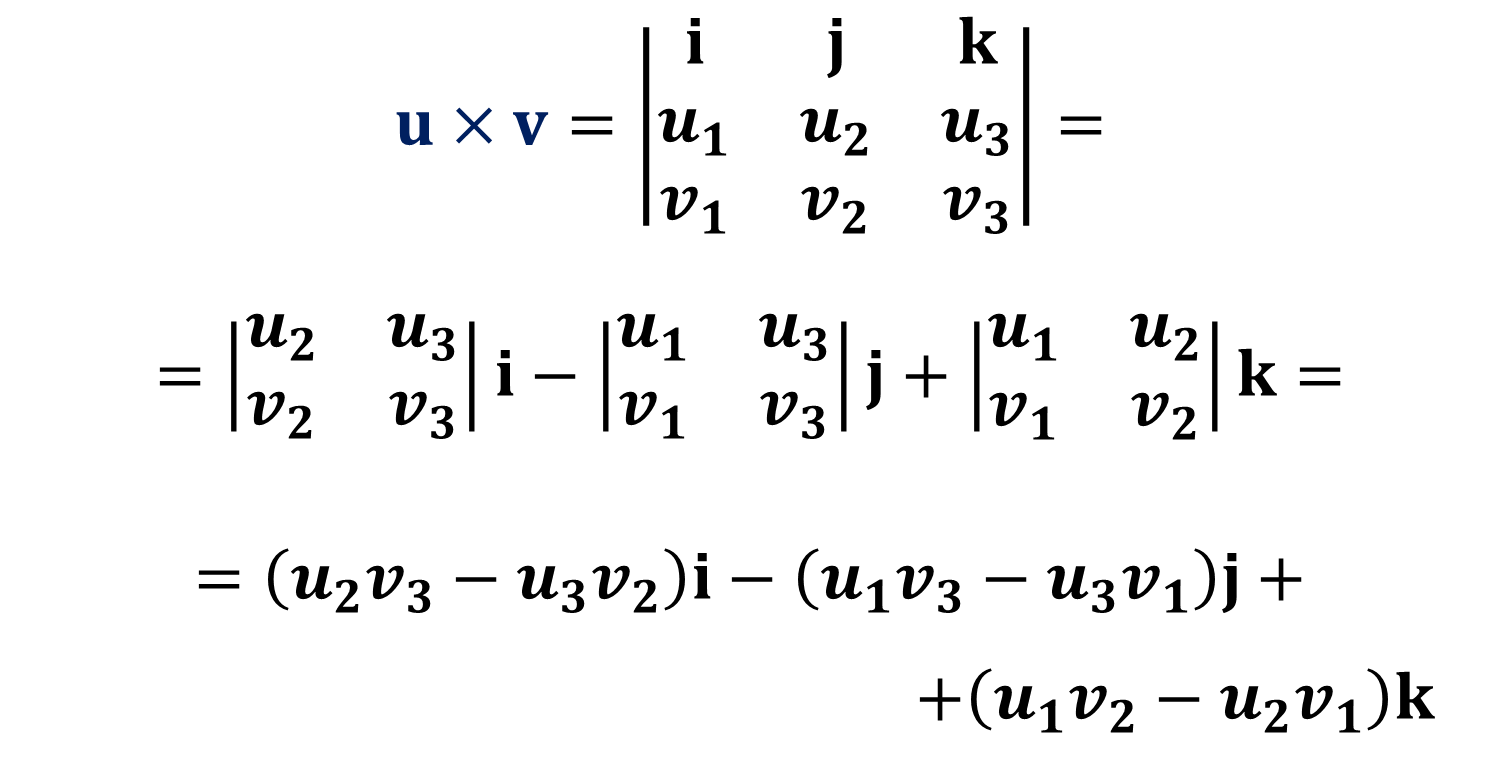 u × v = |i j k| =
|u₁ u₂ u₃|
|v₁ v₂ v₃|
= |u₂ u₃| i − |u₁ u₃| j + |u₁ u₂| k =
|v₂ v₃| |v₁ v₃| |v₁ v₂|
= (u₂v₃ − u₃v₂)i − (u₁v₃ − u₃v₁)j +
+(u₁v₂ − u₂v₁)k